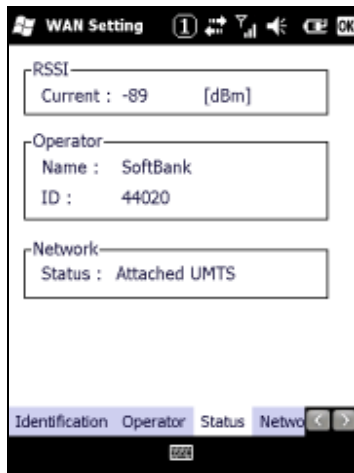 WAN Setting 1 OK
RSSI
Current : -89 [dBm]
Operator
Name : SoftBank
ID : 44020
Network
Status : Attached UMTS
Identification Operator Status Netwo